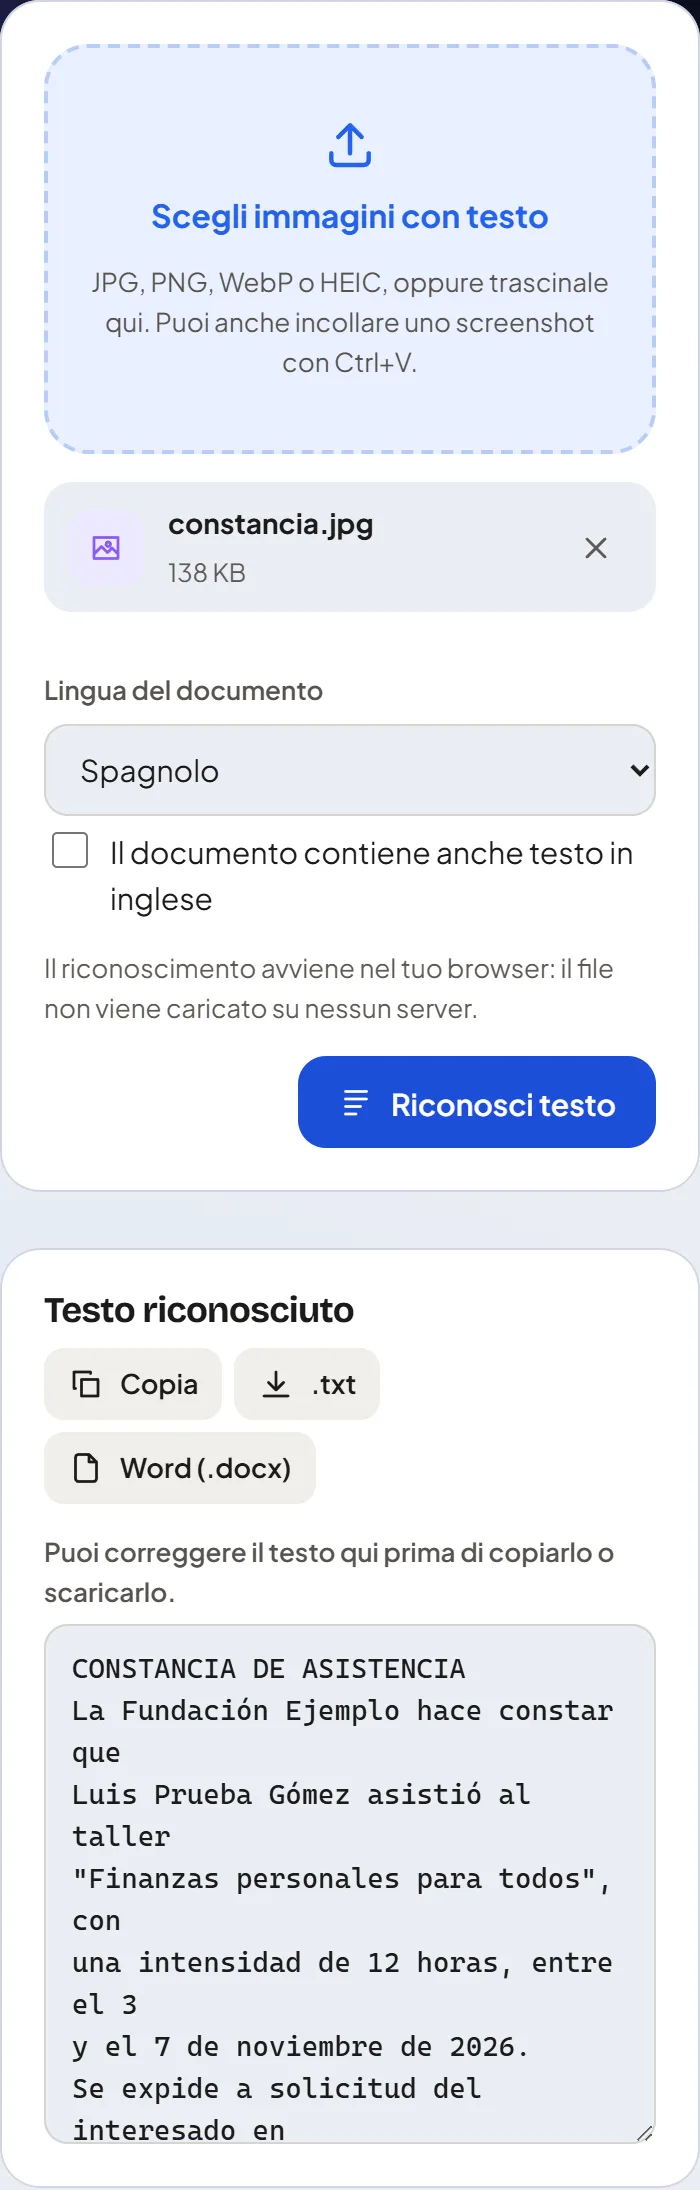 Scegli immagini con testo
JPG, PNG, WebP o HEIC, oppure trascinale
qui. Puoi anche incollare uno screenshot
con Ctrl+V.
constancia.jpg
138 KB
Lingua del documento
Spagnolo
Il documento contiene anche testo in
inglese
Il riconoscimento avviene nel tuo browser: il file
non viene caricato su nessun server.
Riconosci testo
Testo riconosciuto
Copia
.txt
Word (.docx)
Puoi correggere il testo qui prima di copiarlo o
scaricarlo.
CONSTANCIA DE ASISTENCIA
La Fundación Ejemplo hace constar
que
Luis Prueba Gómez asistió al
taller
"Finanzas personales para todos",
con
una intensidad de 12 horas, entre
el 3
y el 7 de noviembre de 2026.
Se expide a solicitud del
interesado en